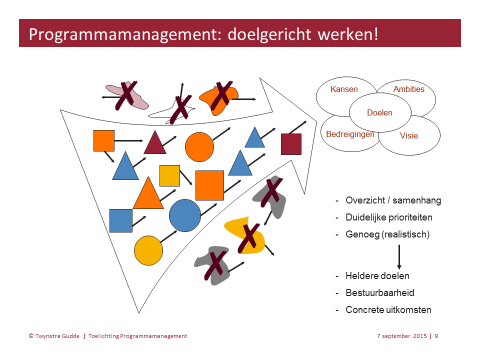 Programmamanagement: doelgericht werken!
Kansen
Ambities
Doelen
Bedreigingen
Visie
- Overzicht / samenhang
- Duidelijke prioriteiten
- Genoeg (realistisch)
- Heldere doelen
- Bestuurbaarheid
- Concrete uitkomsten
© Twynstra Gudde | Toelichting Programmamanagement
7 september 2015 | 9